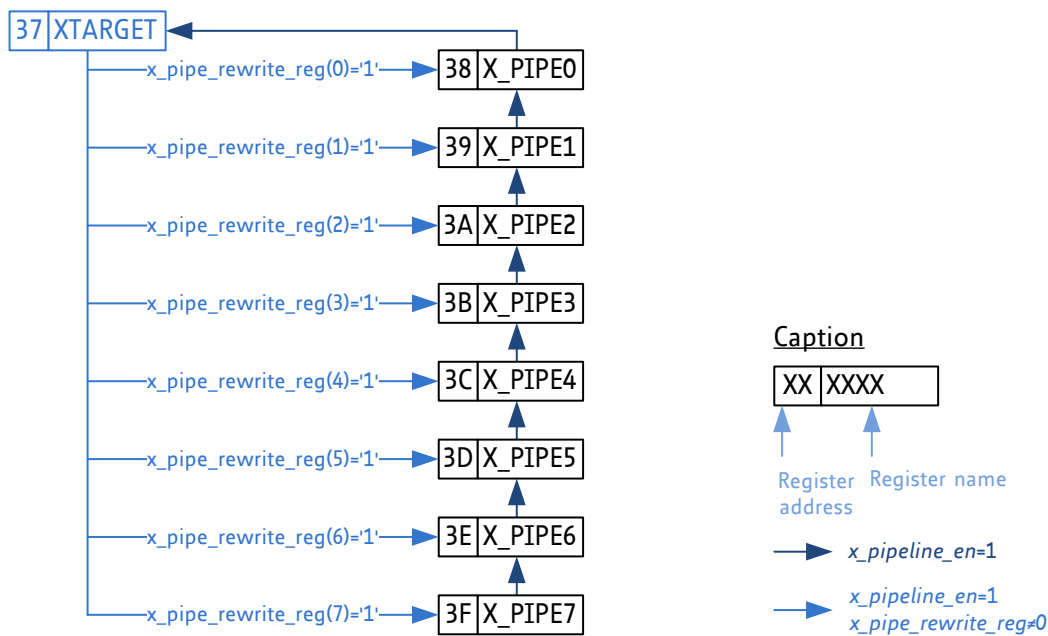 37 XTARGET
x_pipe_rewrite_reg(0)='1' 38 X_PIPE0
x_pipe_rewrite_reg(1)='1' 39 X_PIPE1
x_pipe_rewrite_reg(2)='1' 3A X_PIPE2
x_pipe_rewrite_reg(3)='1' 3B X_PIPE3
x_pipe_rewrite_reg(4)='1' 3C X_PIPE4
x_pipe_rewrite_reg(5)='1' 3D X_PIPE5
x_pipe_rewrite_reg(6)='1' 3E X_PIPE6
x_pipe_rewrite_reg(7)='1' 3F X_PIPE7
Caption
XX XXXX
Register address
Register name
x_pipeline_en=1
x_pipeline_en=1
x_pipe_rewrite_reg≠0